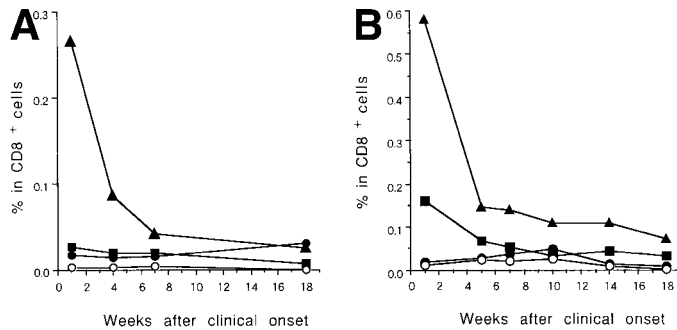 A
% in CD8 + cells
0.3
0.2
0.1
0.0
0 2 4 6 8 10 12 14 16 18
Weeks after clinical onset
B
% in CD8 + cells
0.6
0.5
0.4
0.3
0.2
0.1
0.0
0 2 4 6 8 10 12 14 16 18
Weeks after clinical onset